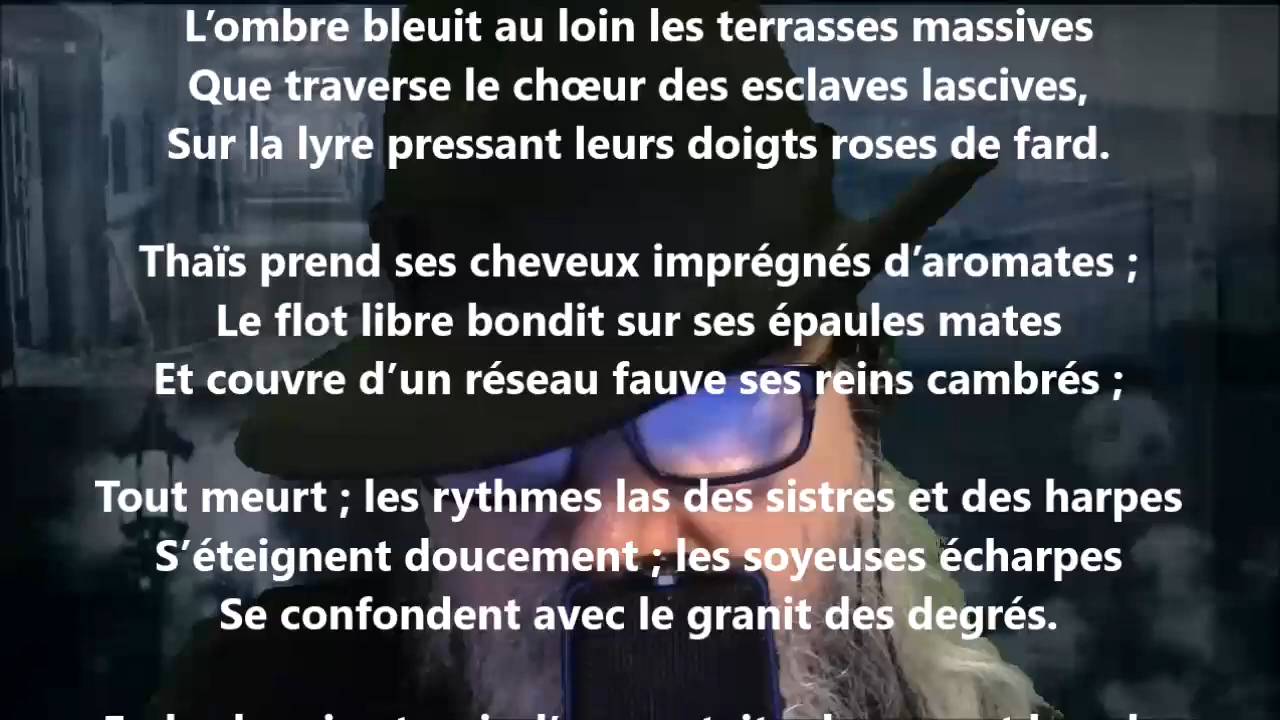 L’ombre bleuit au loin les terrasses massives
Que traverse le chœur des esclaves lascives,
Sur la lyre pressant leurs doigts roses de fard.
Thaïs prend ses cheveux imprégnés d’aromates ;
Le flot libre bondit sur ses épaules mates
Et couvre d’un réseau fauve ses reins cambrés ;
Tout meurt ; les rythmes las des sistres et des harpes
S’éteignent doucement ; les soyeuses écharpes
Se confondent avec le granit des degrés.